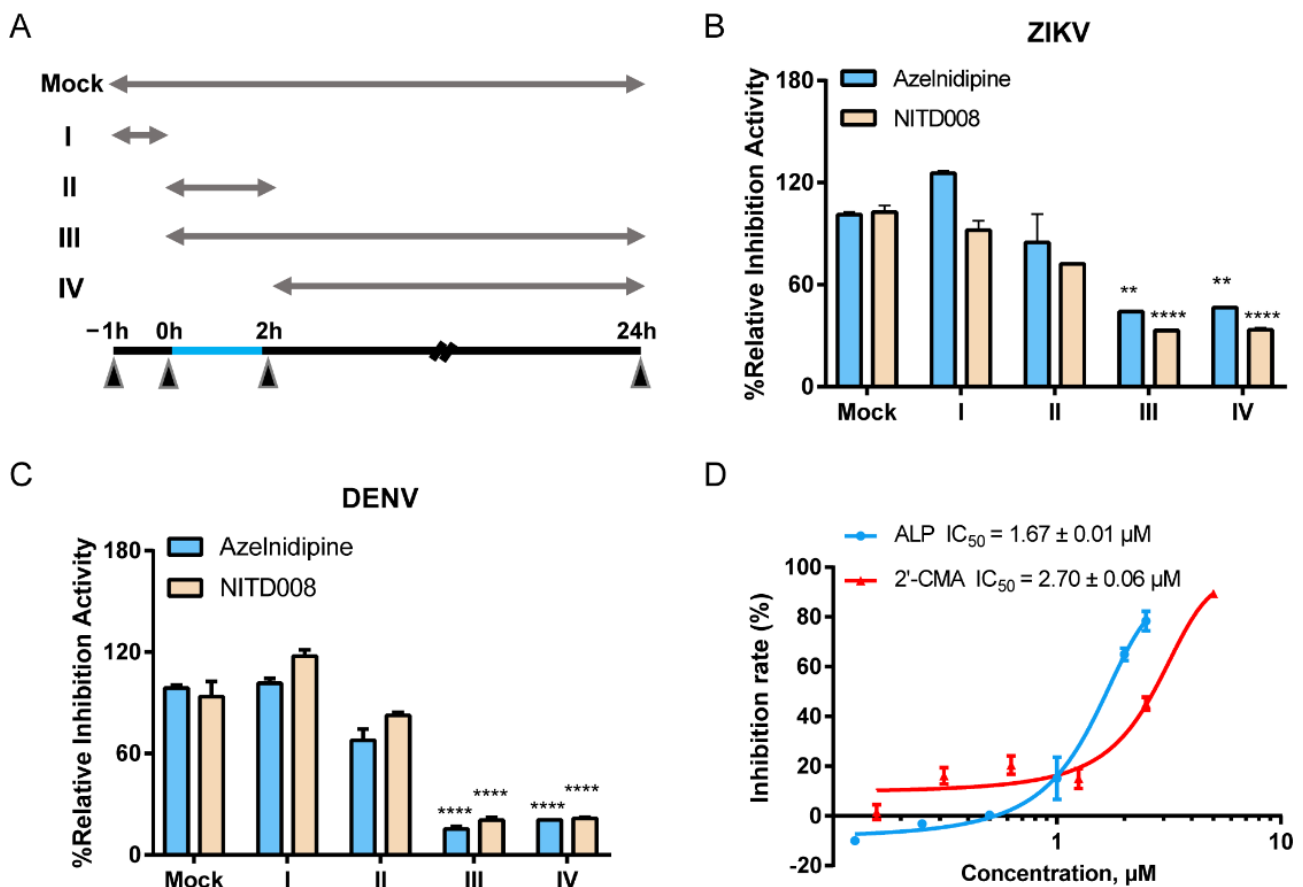 A
Mock
I
II
III
IV
−1h 0h 2h 24h
B
ZIKV
%Relative Inhibition Activity
180
120
60
0
Azelnidipine
NITD008
** **** ** ****
Mock I II III IV
C
DENV
%Relative Inhibition Activity
180
120
60
0
Azelnidipine
NITD008
**** **** **** ****
Mock I II III IV
D
ALP IC50 = 1.67 ± 0.01 µM
2'-CMA IC50 = 2.70 ± 0.06 µM
Inhibition rate (%)
100
80
60
40
20
0
-20
1 10
Concentration, µM